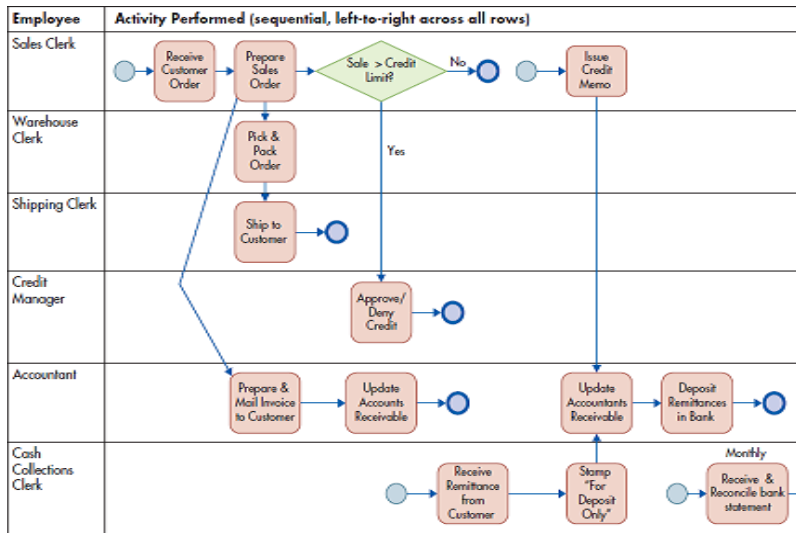 Employee
Activity Performed (sequential, left-to-right across all rows)
Sales Clerk
Receive
Customer
Order
Prepare
Sales
Order
Sale > Credit
Limit?
No
Issue
Credit
Memo
Warehouse
Clerk
Pick &
Pack
Order
Yes
Shipping Clerk
Ship to
Customer
Credit
Manager
Approve/
Deny
Credit
Accountant
Prepare &
Mail Invoice
to Customer
Update
Accounts
Receivable
Update
Accountants
Receivable
Deposit
Remittances
in Bank
Cash
Collections
Clerk
Receive
Remittance
from
Customer
Stamp
"For
Deposit
Only"
Monthly
Receive &
Reconcile bank
statement